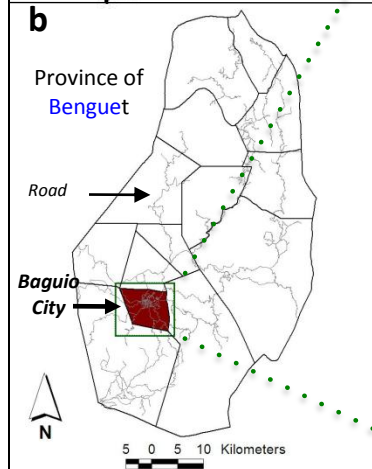 b
Province of
Benguet
Road
Baguio
City
N
5 0 5 10 Kilometers